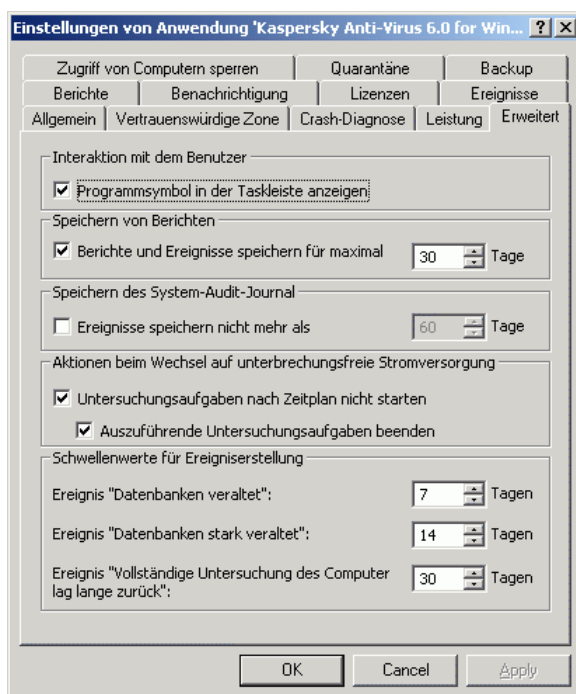 Einstellungen von Anwendung 'Kaspersky Anti-Virus 6.0 for Win...
Zugriff von Computern sperren Quarantäne Backup
Berichte Benachrichtigung Lizenzen Ereignisse
Allgemein Vertrauenswürdige Zone Crash-Diagnose Leistung Erweitert
Interaktion mit dem Benutzer
Programmsymbol in der Taskleiste anzeigen
Speichern von Berichten
Berichte und Ereignisse speichern für maximal 30 Tage
Speichern des System-Audit-Journal
Ereignisse speichern nicht mehr als 60 Tage
Aktionen beim Wechsel auf unterbrechungsfreie Stromversorgung
Untersuchungsaufgaben nach Zeitplan nicht starten
Auszuführende Untersuchungsaufgaben beenden
Schwellenwerte für Ereigniserstellung
Ereignis "Datenbanken veraltet": 7 Tagen
Ereignis "Datenbanken stark veraltet": 14 Tagen
Ereignis "Vollständige Untersuchung des Computer
lag lange zurück": 30 Tagen
OK Cancel Apply